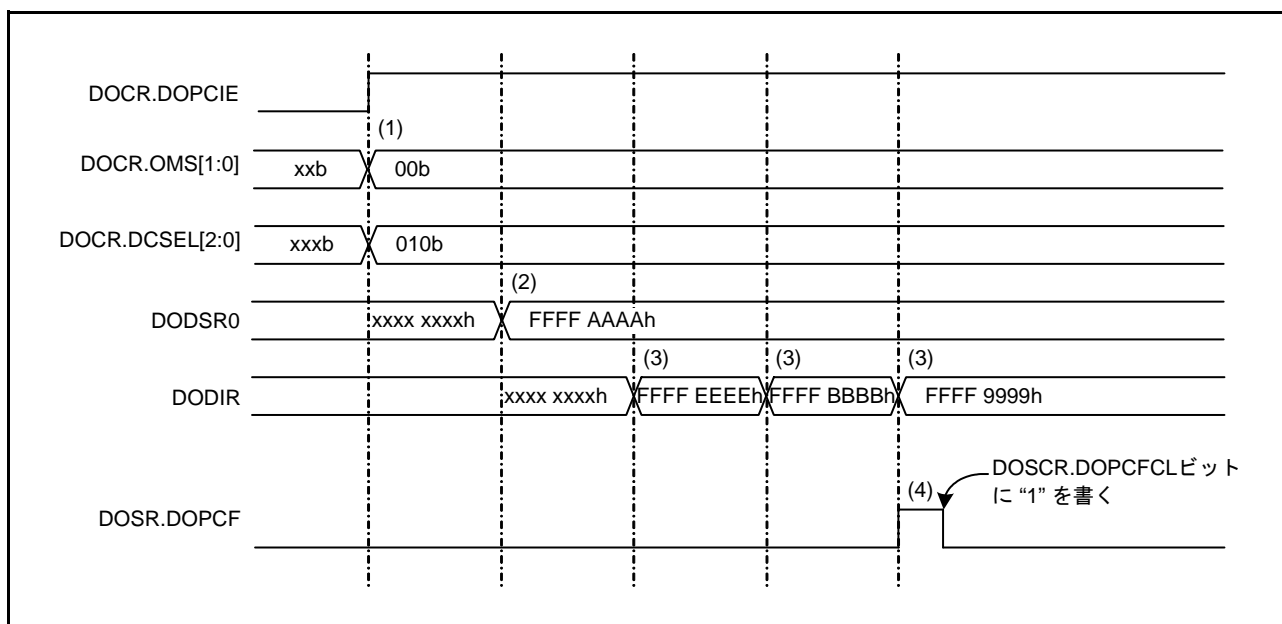 DOCR.DOPCIE
(1)
DOCR.OMS[1:0] xxb 00b
DOCR.DCSEL[2:0] xxxb 010b
(2)
DODSR0 xxxx xxxxh FFFF AAAAh
(3) (3) (3)
DODIR xxxx xxxxh FFFF EEEEh FFFF BBBBh FFFF 9999h
DOSCR.DOPCFCLビット
(4) に “1” を書く
DOSR.DOPCF